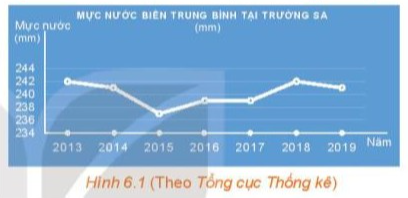 MỰC NƯỚC BIỂN TRUNG BÌNH TẠI TRƯỜNG SA
(mm)
Mực nước
(mm)
244
242
240
238
236
234
2013 2014 2015 2016 2017 2018 2019 Năm
Hình 6.1 (Theo Tổng cục Thống kê)